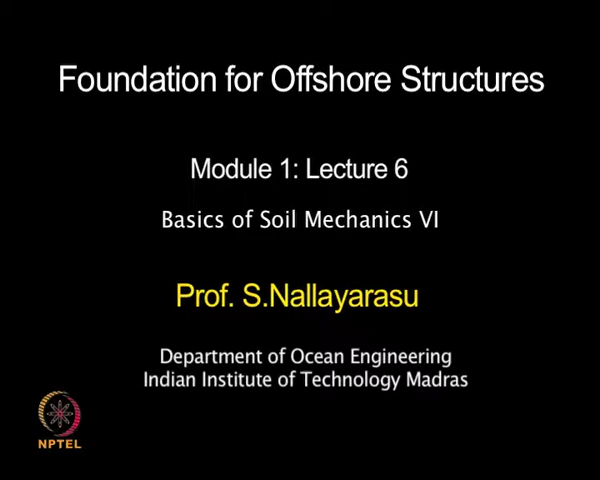 Foundation for Offshore Structures
Module 1: Lecture 6
Basics of Soil Mechanics VI
Prof. S.Nallayarasu
Department of Ocean Engineering
Indian Institute of Technology Madras
NPTEL